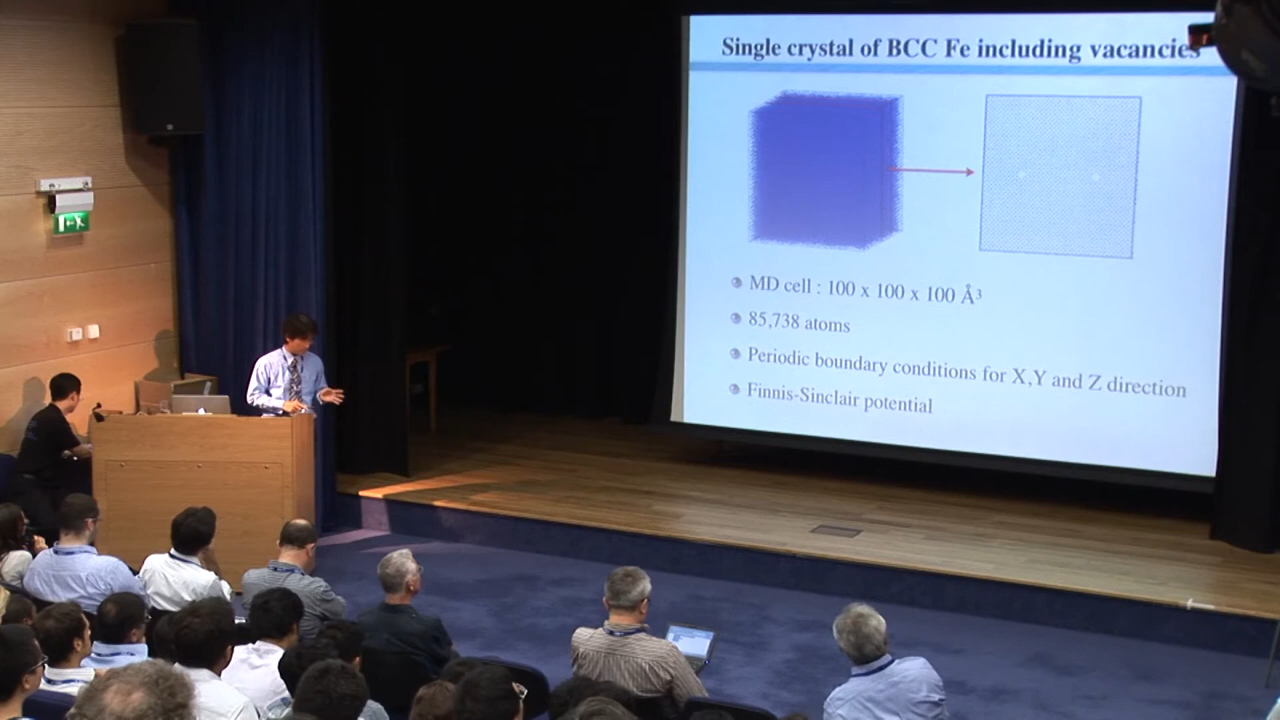 Single crystal of BCC Fe including vacancies
MD cell : 100 x 100 x 100 Å³
85,738 atoms
Periodic boundary conditions for X,Y and Z direction
Finnis-Sinclair potential